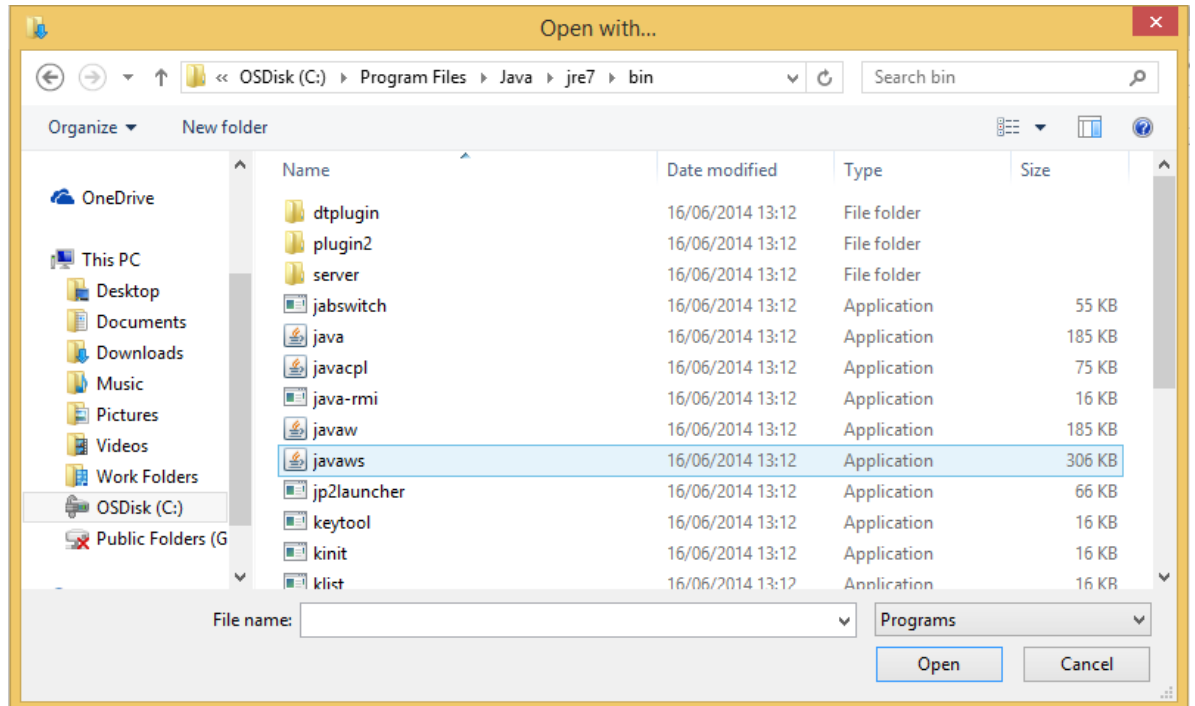 Open with...
« OSDisk (C:) Program Files Java jre7 bin Search bin
Organize New folder
Name Date modified Type Size
OneDrive
This PC
Desktop
Documents
Downloads
Music
Pictures
Videos
Work Folders
OSDisk (C:)
Public Folders (G
dtplugin 16/06/2014 13:12 File folder
plugin2 16/06/2014 13:12 File folder
server 16/06/2014 13:12 File folder
jabswitch 16/06/2014 13:12 Application 55 KB
java 16/06/2014 13:12 Application 185 KB
javacpl 16/06/2014 13:12 Application 75 KB
java-rmi 16/06/2014 13:12 Application 16 KB
javaw 16/06/2014 13:12 Application 185 KB
javaws 16/06/2014 13:12 Application 306 KB
jp2launcher 16/06/2014 13:12 Application 66 KB
keytool 16/06/2014 13:12 Application 16 KB
kinit 16/06/2014 13:12 Application 16 KB
klist 16/06/2014 13:12 Application 16 KB
File name: Programs
Open Cancel